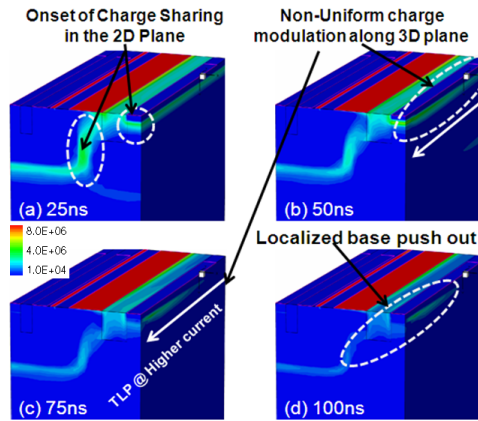 Onset of Charge Sharing
in the 2D Plane
Non-Uniform charge
modulation along 3D plane
(a) 25ns
(b) 50ns
8.0E+06
4.0E+06
1.0E+04
Localized base push out
TLP @ Higher current
(c) 75ns
(d) 100ns